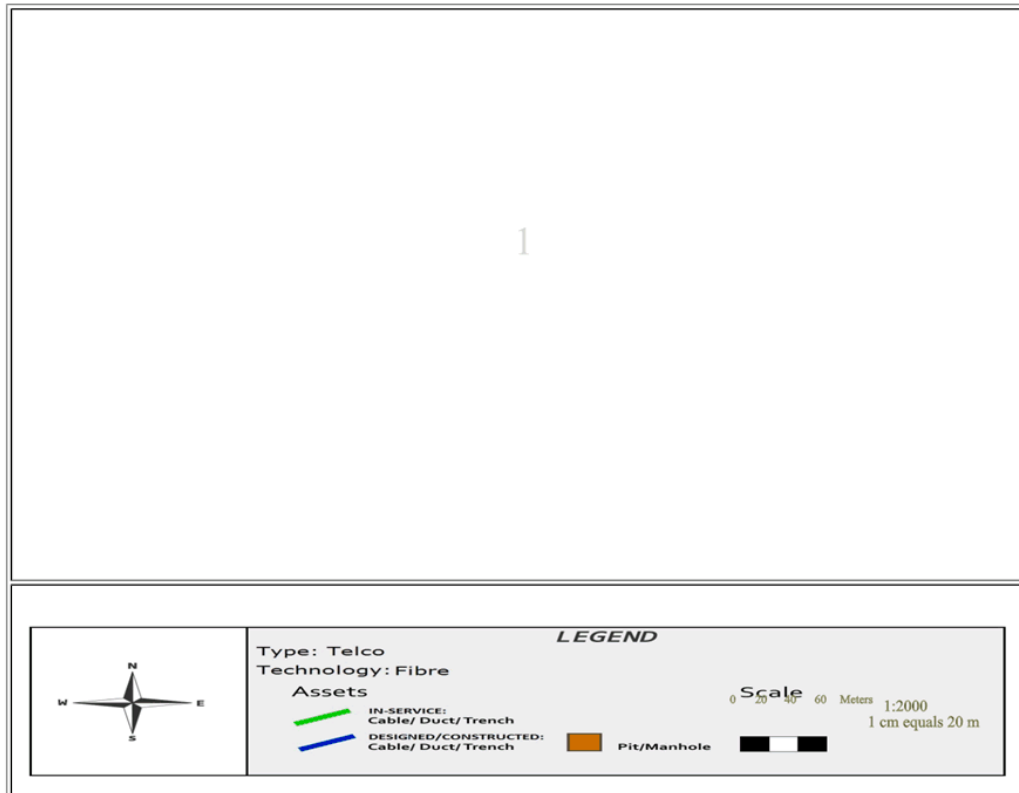 1
N
W E
S
LEGEND
Type: Telco
Technology: Fibre
Assets
IN-SERVICE:
Cable/ Duct/ Trench
DESIGNED/CONSTRUCTED:
Cable/ Duct/ Trench
Pit/Manhole
Scale
0 20 40 60 Meters 1:2000
1 cm equals 20 m